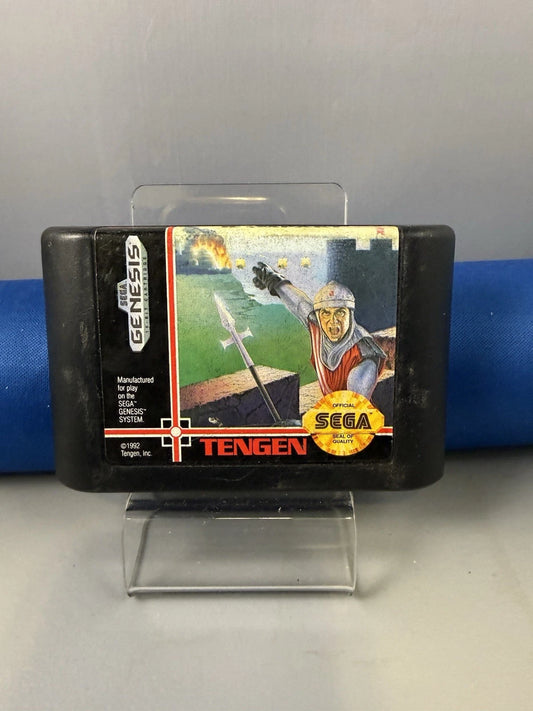 SEGA
GENESIS
16-BIT CARTRIDGE
Manufactured
for play
on the
SEGA™
GENESIS™
SYSTEM.
©1992
Tengen, Inc.
TENGEN
OFFICIAL
SEGA
SEAL OF
QUALITY